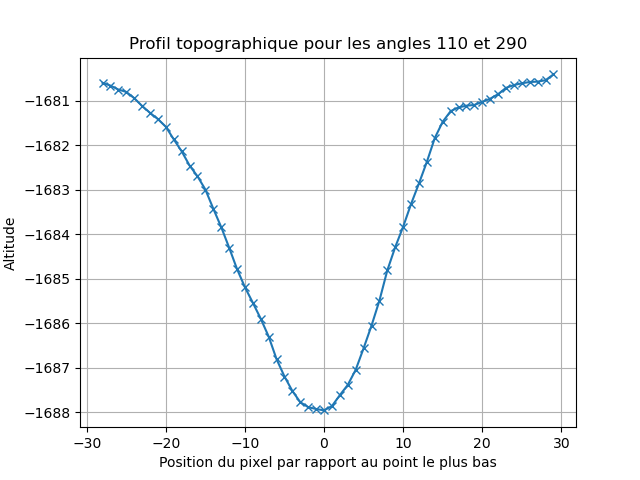 Profil topographique pour les angles 110 et 290
Altitude
−1681
−1682
−1683
−1684
−1685
−1686
−1687
−1688
−30 −20 −10 0 10 20 30
Position du pixel par rapport au point le plus bas